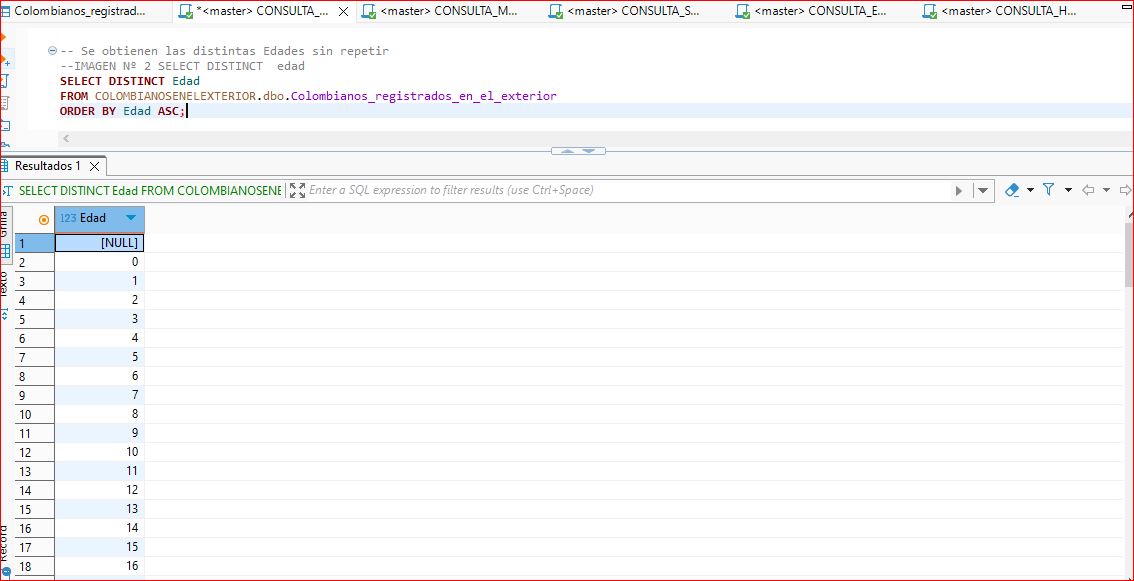 Colombianos_registrad...
*<master> CONSULTA_...
<master> CONSULTA_M...
<master> CONSULTA_S...
<master> CONSULTA_E...
<master> CONSULTA_H...
-- Se obtienen las distintas Edades sin repetir
--IMAGEN Nº 2 SELECT DISTINCT  edad
SELECT DISTINCT Edad
FROM COLOMBIANOSENELEXTERIOR.dbo.Colombianos_registrados_en_el_exterior
ORDER BY Edad ASC;
Resultados 1
SELECT DISTINCT Edad FROM COLOMBIANOSENE
Enter a SQL expression to filter results (use Ctrl+Space)
Grilla
Texto
Record
123 Edad
1 [NULL]
2 0
3 1
4 2
5 3
6 4
7 5
8 6
9 7
10 8
11 9
12 10
13 11
14 12
15 13
16 14
17 15
18 16